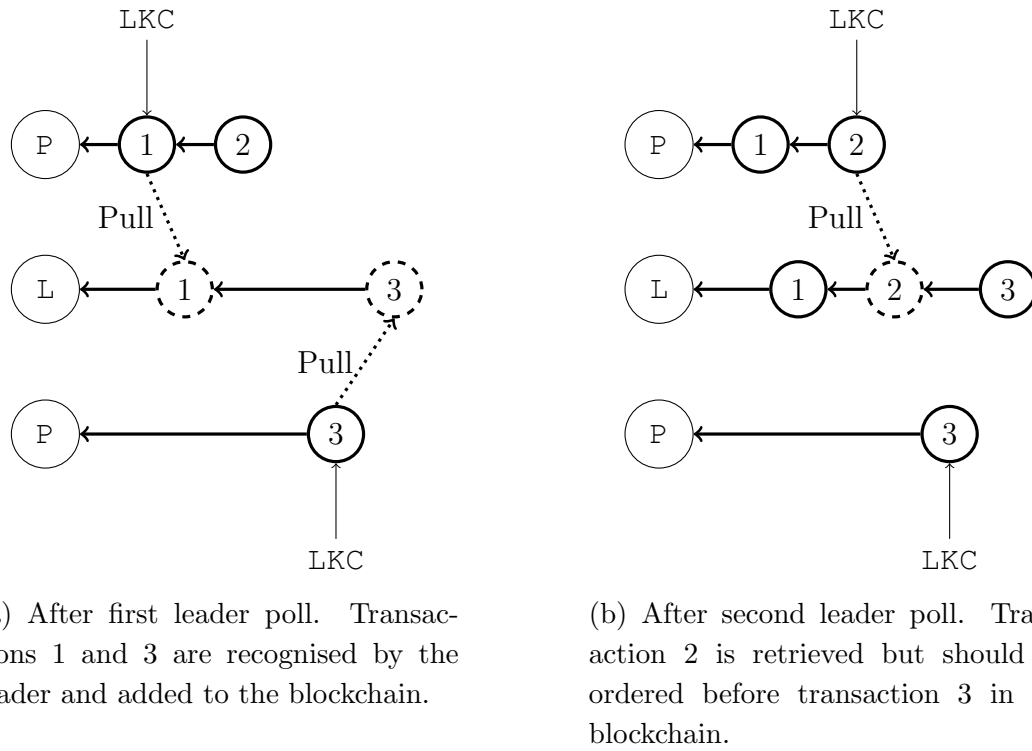 LKC
P 1 2
Pull
L 1 3
Pull
P 3
LKC
) After first leader poll. Transac-
ons 1 and 3 are recognised by the
ader and added to the blockchain.
LKC
P 1 2
Pull
L 1 2 3
P 3
LKC
(b) After second leader poll. Tra
action 2 is retrieved but should
ordered before transaction 3 in
blockchain.